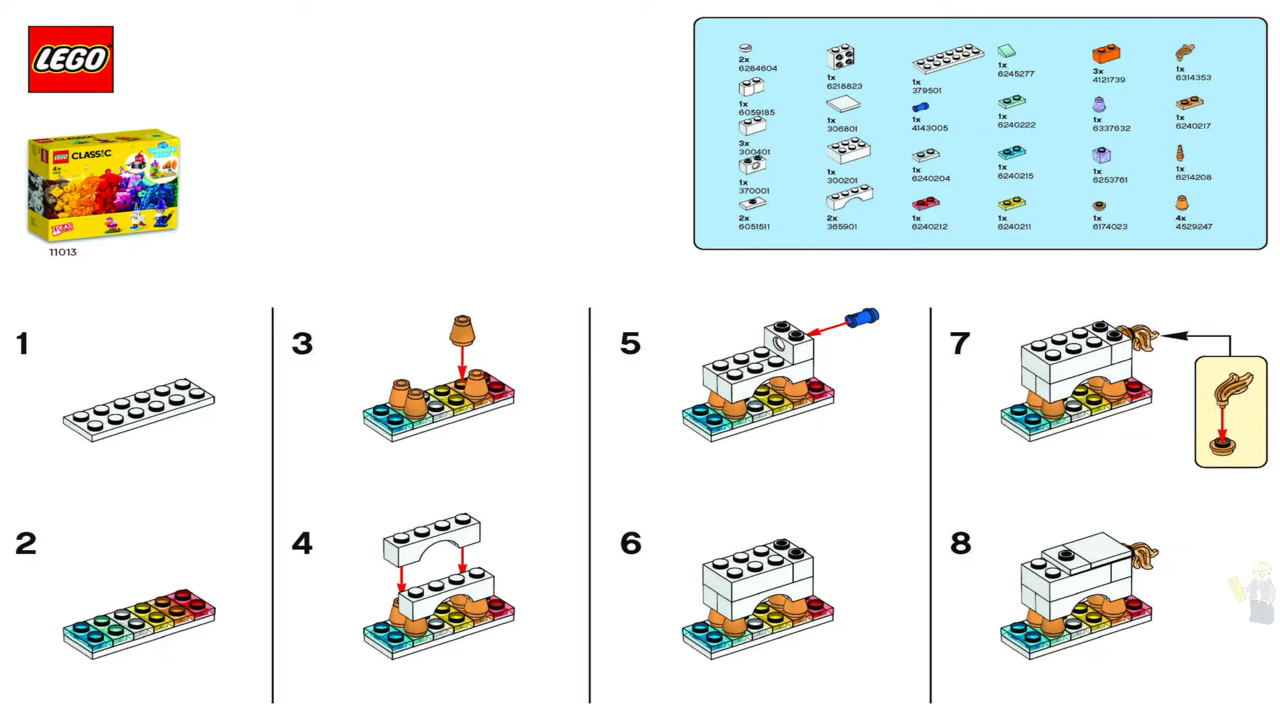 LEGO
LEGO CLASSIC
4+
11013
2x
6284604
1x
6059185
3x
300401
1x
370001
2x
6051511
1x
6218823
1x
306801
1x
300201
2x
365901
1x
379501
1x
4143005
1x
6240204
1x
6240212
1x
6245277
1x
6240222
1x
6240215
1x
6240211
3x
4121739
1x
6337632
1x
6253761
1x
6174023
1x
6314353
1x
6240217
1x
6214208
4x
4529247
1
2
3
4
5
6
7
8